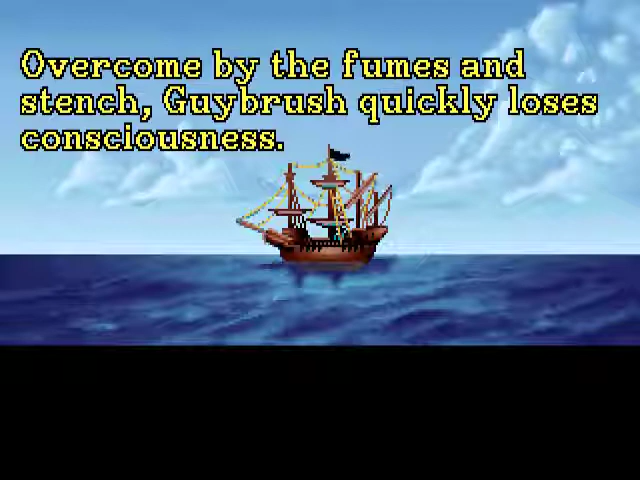 Overcome by the fumes and
stench, Guybrush quickly loses
consciousness.